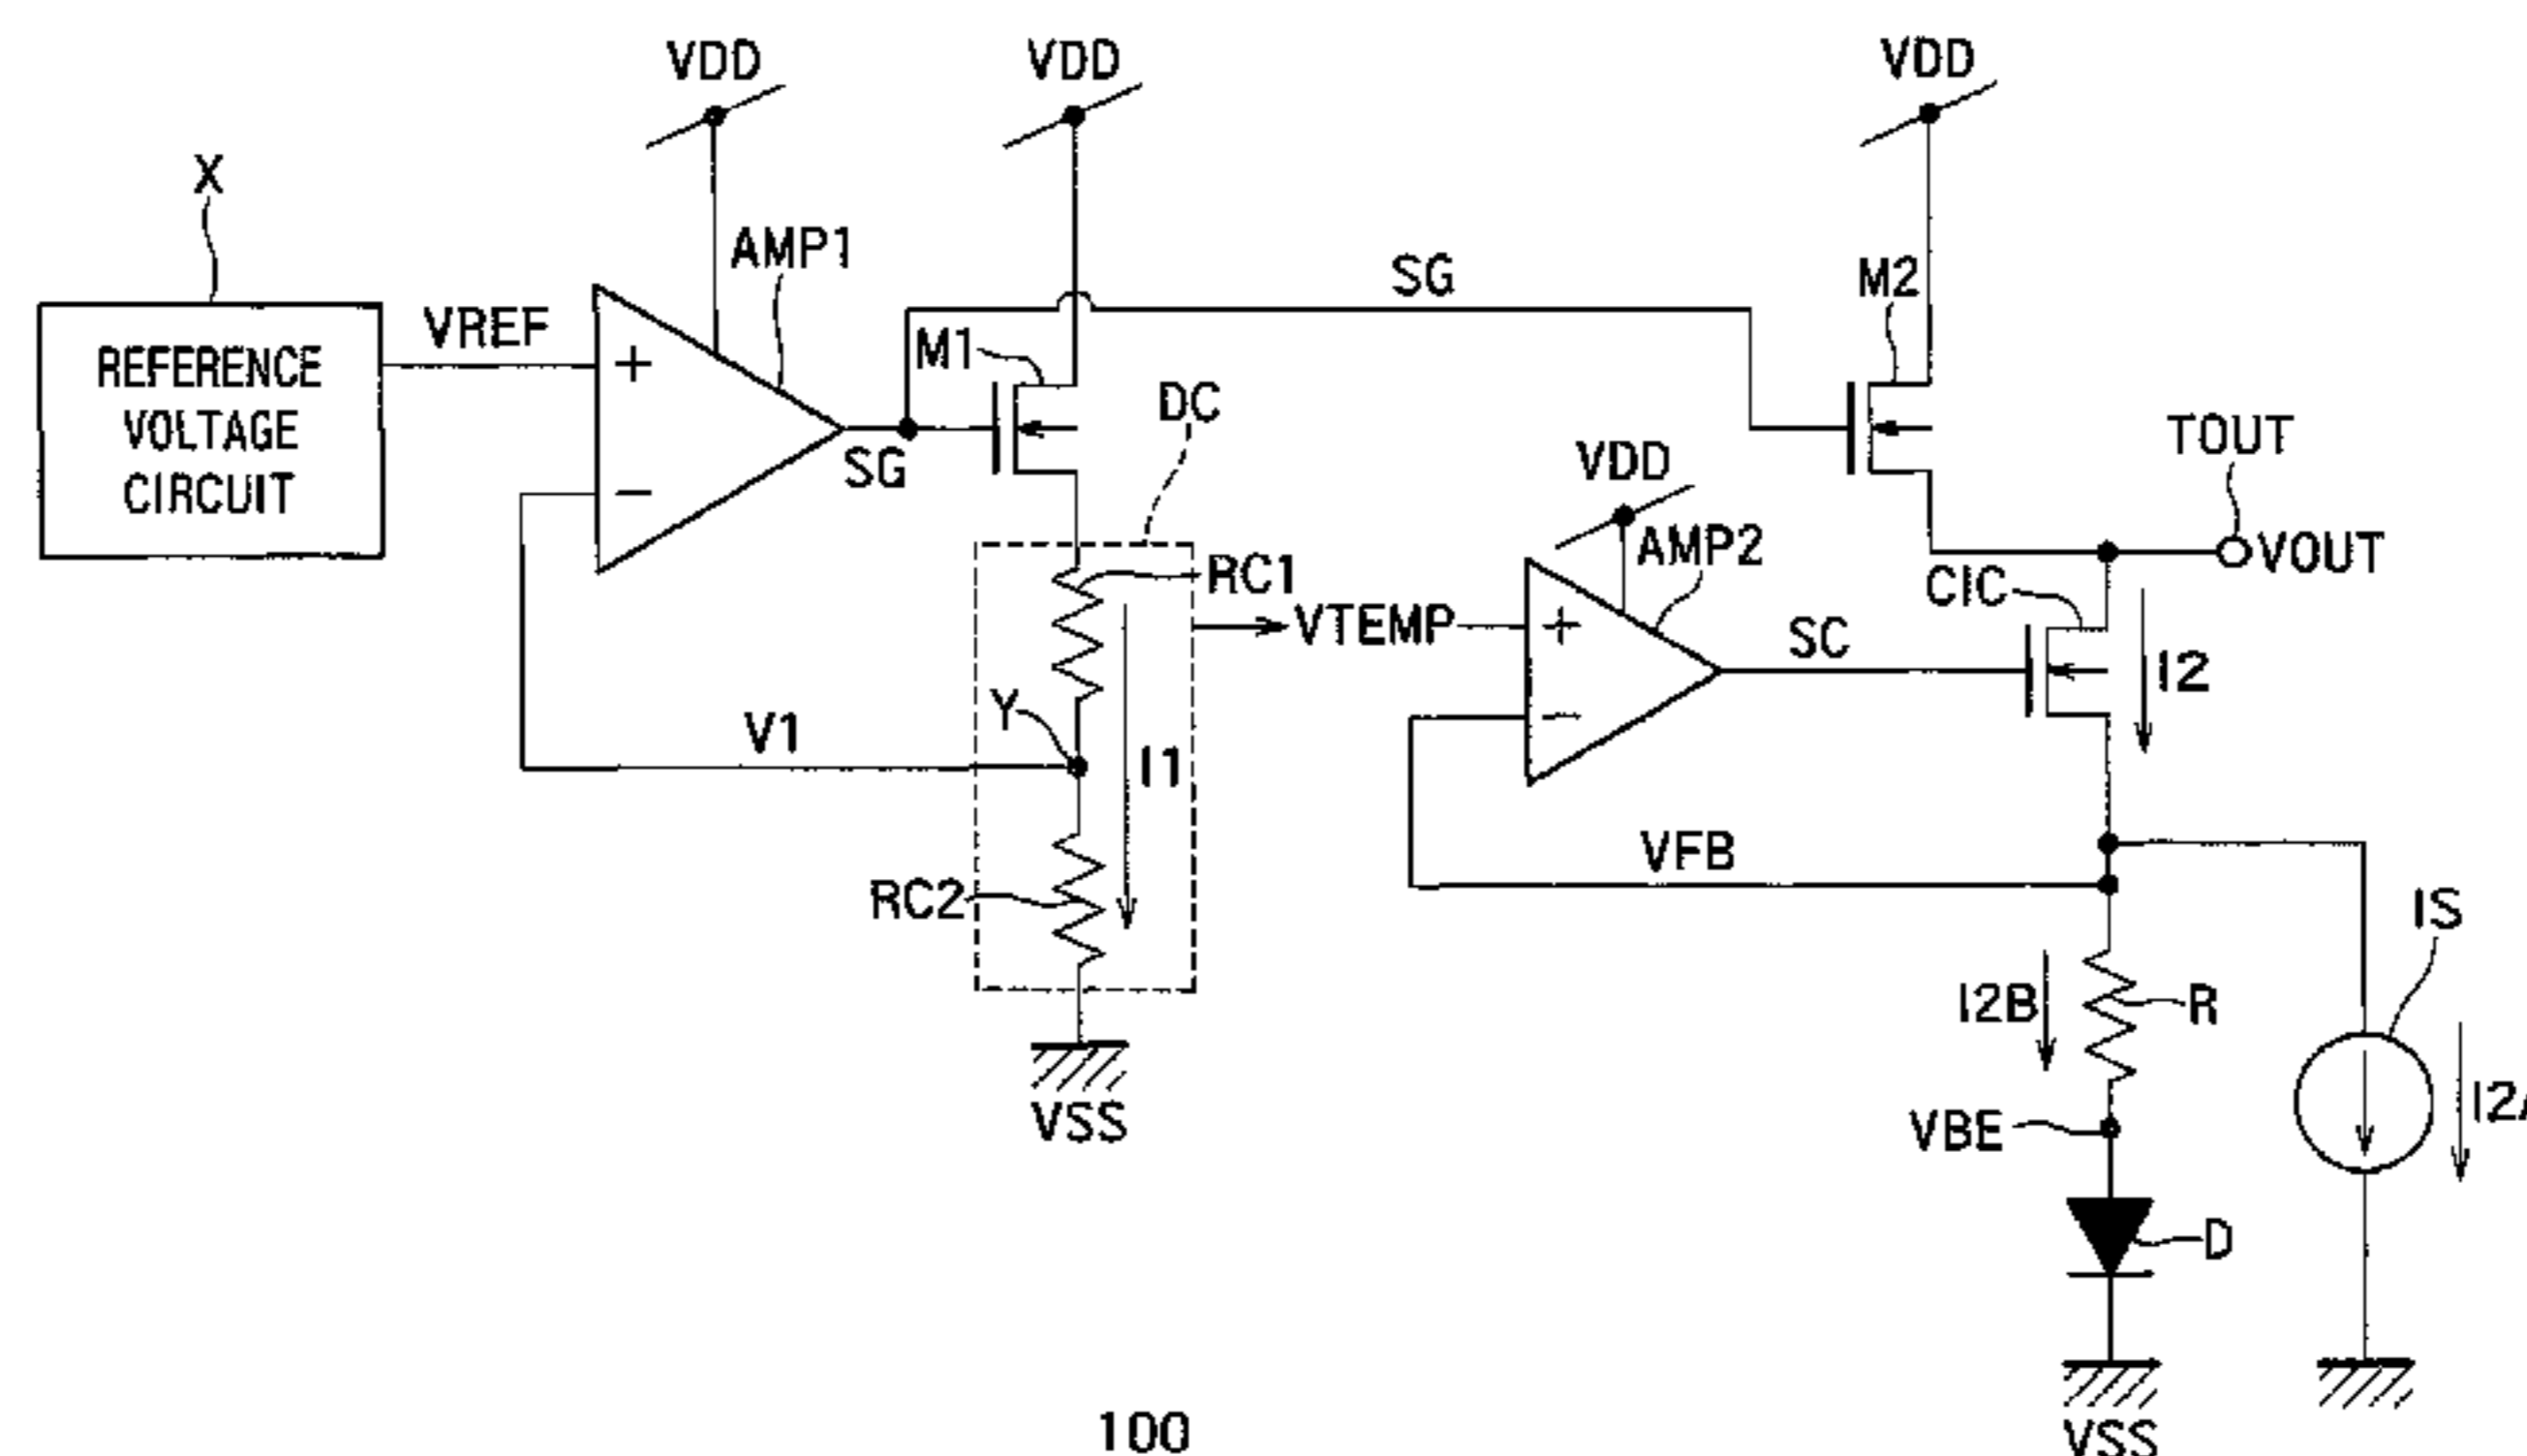 VDD
VDD
VDD
X
AMP1
SG
M2
VREF
M1
REFERENCE
VOLTAGE
CIRCUIT
+
−
SG
DC
VDD
TOUT
AMP2
VOUT
RC1
CIC
VTEMP
+
−
SC
I2
Y
V1
I1
VFB
RC2
IS
I2B
R
VBE
VSS
D
VSS
100